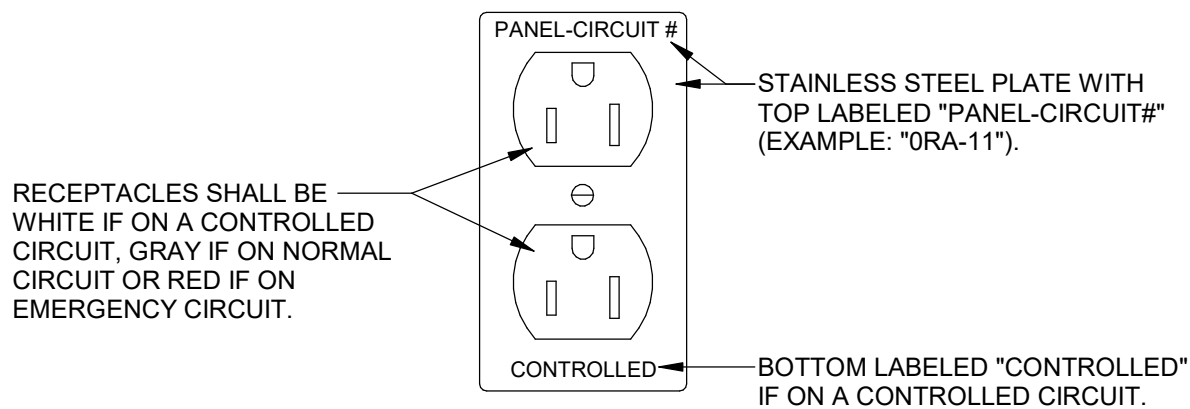 PANEL-CIRCUIT #
STAINLESS STEEL PLATE WITH
TOP LABELED "PANEL-CIRCUIT#"
(EXAMPLE: "0RA-11").
RECEPTACLES SHALL BE
WHITE IF ON A CONTROLLED
CIRCUIT, GRAY IF ON NORMAL
CIRCUIT OR RED IF ON
EMERGENCY CIRCUIT.
CONTROLLED
BOTTOM LABELED "CONTROLLED"
IF ON A CONTROLLED CIRCUIT.